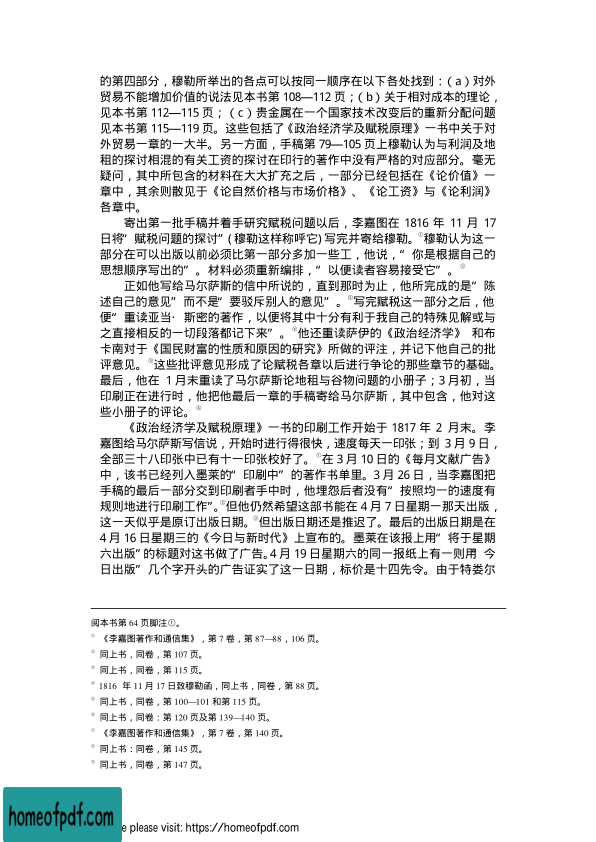 的第四部分，穆勒所举出的各点可以按同一顺序在以下各处找到：（a）对外
贸易不能增加价值的说法见本书第 108—112 页；（b）关于相对成本的理论，
见本书第 112—115 页；（c）贵金属在一个国家技术改变后的重新分配问题
见本书第 115—119 页。这些包括了《政治经济学及赋税原理》一书中关于对
外贸易一章的一大半。另一方面，手稿第 79—105 页上穆勒认为与利润及地
租的探讨相混的有关工资的探讨在印行的著作中没有严格的对应部分。毫无
疑问，其中所包含的材料在大大扩充之后，一部分已经包括在《论价值》一
章中，其余则散见于《论自然价格与市场价格》、《论工资》与《论利润》
各章中。
寄出第一批手稿并着手研究赋税问题以后，李嘉图在 1816 年 11 月 17
日将“赋税问题的探讨”（穆勒这样称呼它）写完并寄给穆勒。①穆勒认为这一
部分在可以出版以前必须比第一部分多加一些工，他说，“你是根据自己的
思想顺序写出的”。材料必须重新编排，“以便读者容易接受它”。②
正如他写给马尔萨斯的信中所说的，直到那时为止，他所完成的是“陈
述自己的意见”而不是“要驳斥别人的意见”。③写完赋税这一部分之后，他
便“重读亚当·斯密的著作，以便将其中十分有利于我自己的特殊见解或与
之直接相反的一切段落都记下来”。④他还重读萨伊的《政治经济学》和布
卡南对于《国民财富的性质和原因的研究》所做的评注，并记下他自己的批
评意见。⑤这些批评意见形成了论赋税各章以后进行争论的那些章节的基础。
最后，他在 1 月末重读了马尔萨斯论地租与谷物问题的小册子；3 月初，当
印刷正在进行时，他把他最后一章的手稿寄给马尔萨斯，其中包含，他对这
些小册子的评论。⑥
《政治经济学及赋税原理》一书的印刷工作开始于 1817 年 2 月末。李
嘉图给马尔萨斯写信说，开始时进行得很快，速度每天一印张；到 3 月 9 日，
全部三十八印张中已有十一印张校好了。①在 3 月 10 日的《每月文献广告》
中，该书已经列入墨莱的“印刷中”的著作书单里。3 月 26 日，当李嘉图把
手稿的最后一部分交到印刷者手中时，他埋怨后者没有“按照均一的速度有
规则地进行印刷工作”。②但他仍然希望这部书能在 4 月 7 日星期一那天出版，
这一天似乎是原订出版日期。③但出版日期还是推迟了。最后的出版日期是在
4 月 16 日星期三的《今日与新时代》上宣布的。墨莱在该报上用“将于星期
六出版”的标题对这书做了广告。4 月 19 日星期六的同一报纸上有一则用“今
日出版”几个字开头的广告证实了这一日期，标价是十四先令。由于特娄尔
阅本书第 64 页脚注①。
① 《李嘉图著作和通信集》，第 7 卷，第 87—88，106 页。
② 同上书，同卷，第 107 页。
③ 同上书，同卷，第 115 页。
④ 1816 年 11 月 17 日致穆勒函，同上书，同卷，第 88 页。
⑤ 同上书，同卷，第 100—101 和第 115 页。
⑥ 同上书，同卷：第 120 页及第 139—140 页。
① 《李嘉图著作和通信集》，第 7 卷，第 140 页。
② 同上书：同卷，第 145 页。
③ 同上书，同卷，第 147 页。
homeofpdf.com
e please visit: https://homeofpdf.com